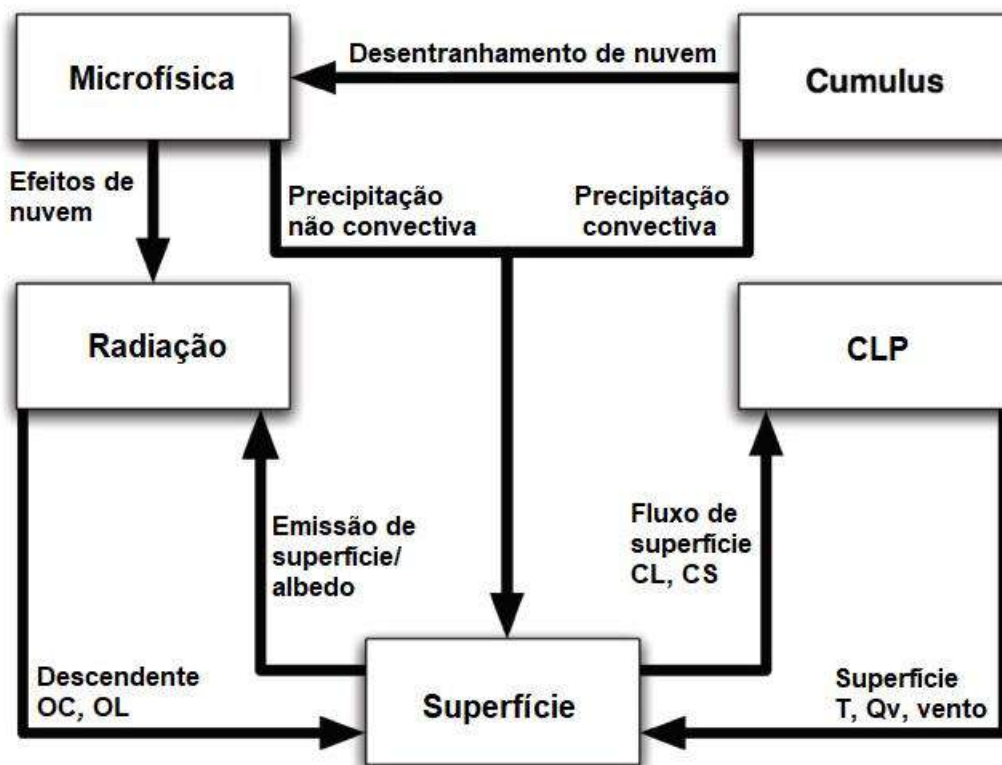 Microfísica
Desentranhamento de nuvem
Cumulus
Efeitos de
nuvem
Precipitação
não convectiva
Precipitação
convectiva
Radiação
CLP
Emissão de
superfície/
albedo
Fluxo de
superfície
CL, CS
Descendente
OC, OL
Superfície
Superfície
T, Qv, vento